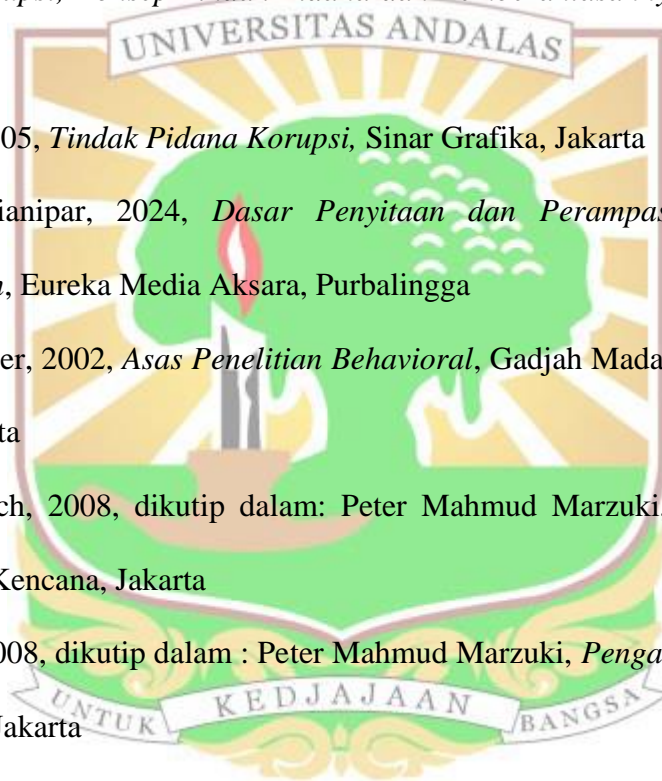 UNIVERSITAS ANDALAS
05, Tindak Pidana Korupsi, Sinar Grafika, Jakarta
ianipar, 2024, Dasar Penyitaan dan Perampas
, Eureka Media Aksara, Purbalingga
er, 2002, Asas Penelitian Behavioral, Gadjah Mada
ta
ch, 2008, dikutip dalam: Peter Mahmud Marzuki,
Kencana, Jakarta
008, dikutip dalam : Peter Mahmud Marzuki, Penga
UNTUK KEDJAJAAN BANGSA
Jakarta